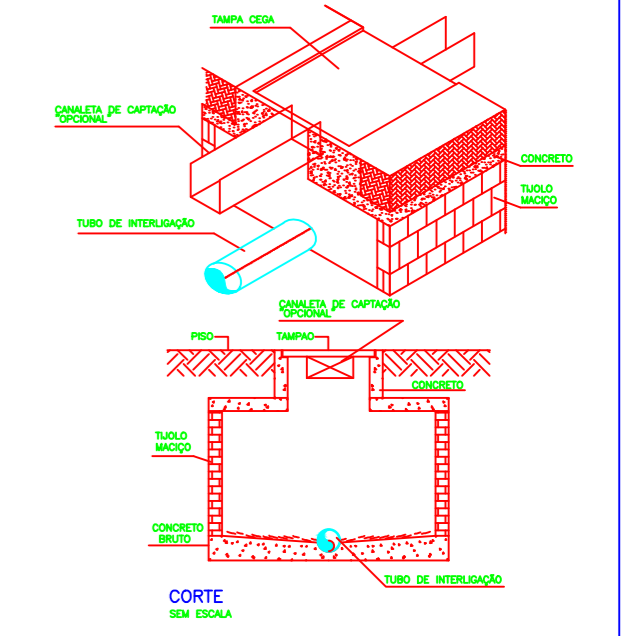 TAMPA CEGA
CANALETA DE CAPTAÇÃO
"OPCIONAL"
CONCRETO
TIJOLO
MACIÇO
TUBO DE INTERLIGAÇÃO
CANALETA DE CAPTAÇÃO
"OPCIONAL"
PISO
TAMPAO
CONCRETO
TIJOLO
MACIÇO
CONCRETO
BRUTO
TUBO DE INTERLIGAÇÃO
CORTE
SEM ESCALA